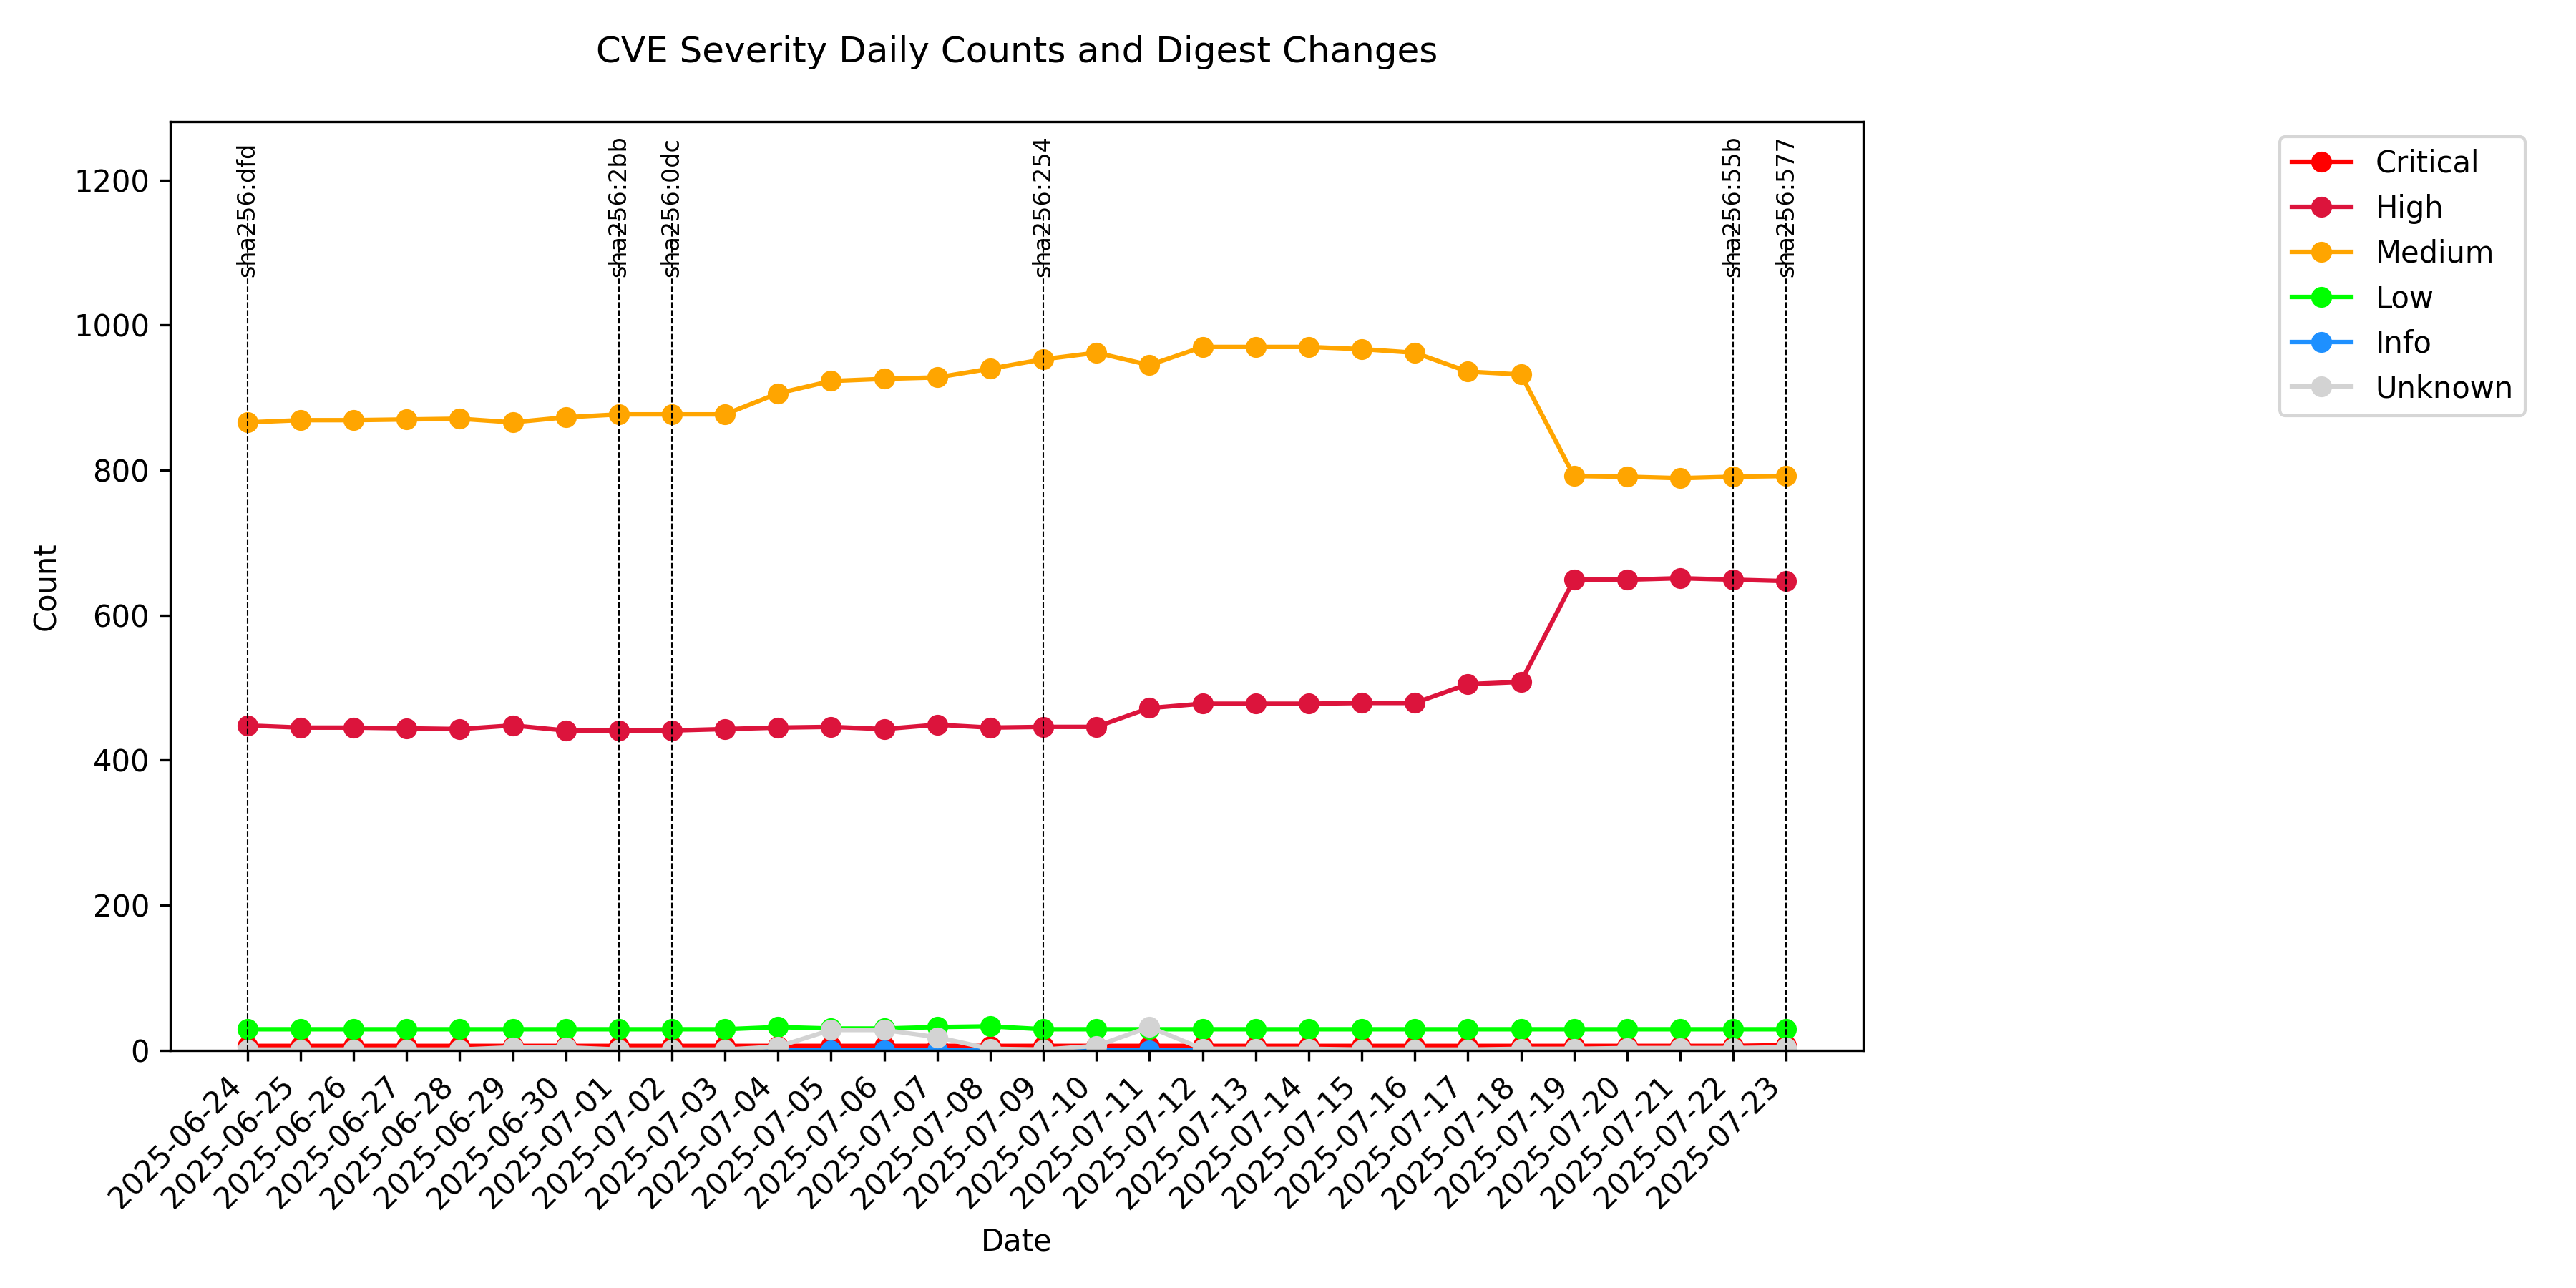 CVE Severity Daily Counts and Digest Changes
sha256:dfd
sha256:2bb
sha256:0dc
sha256:254
sha256:55b
sha256:577
Critical
High
Medium
Low
Info
Unknown
Count
1200
1000
800
600
400
200
0
2025-06-24
2025-06-25
2025-06-26
2025-06-27
2025-06-28
2025-06-29
2025-06-30
2025-07-01
2025-07-02
2025-07-03
2025-07-04
2025-07-05
2025-07-06
2025-07-07
2025-07-08
2025-07-09
2025-07-10
2025-07-11
2025-07-12
2025-07-13
2025-07-14
2025-07-15
2025-07-16
2025-07-17
2025-07-18
2025-07-19
2025-07-20
2025-07-21
2025-07-22
2025-07-23
Date